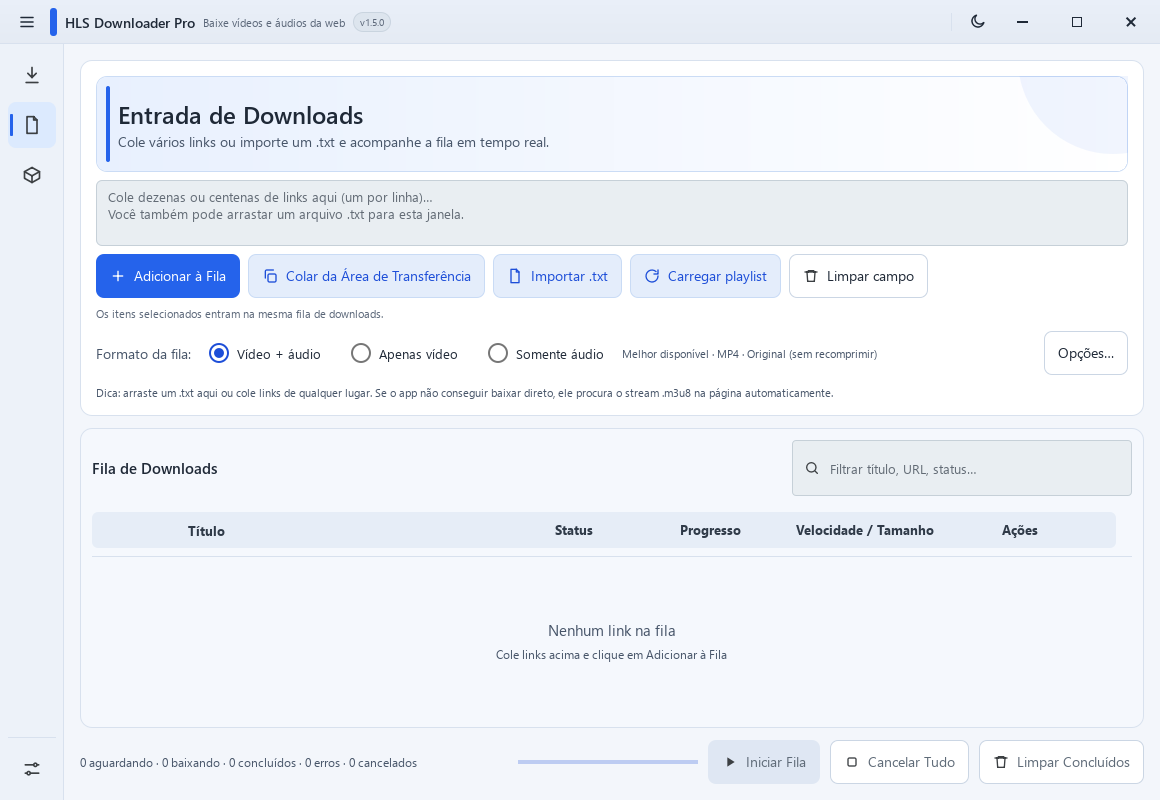 HLS Downloader Pro Baixe vídeos e áudios da web v1.5.0
Entrada de Downloads
Cole vários links ou importe um .txt e acompanhe a fila em tempo real.
Cole dezenas ou centenas de links aqui (um por linha)...
Você também pode arrastar um arquivo .txt para esta janela.
Adicionar à Fila Colar da Área de Transferência Importar .txt Carregar playlist Limpar campo
Os itens selecionados entram na mesma fila de downloads.
Formato da fila: Vídeo + áudio Apenas vídeo Somente áudio Melhor disponível · MP4 · Original (sem recomprimir) Opções...
Dica: arraste um .txt aqui ou cole links de qualquer lugar. Se o app não conseguir baixar direto, ele procura o stream .m3u8 na página automaticamente.
Fila de Downloads Filtrar título, URL, status...
Título Status Progresso Velocidade / Tamanho Ações
Nenhum link na fila
Cole links acima e clique em Adicionar à Fila
0 aguardando · 0 baixando · 0 concluídos · 0 erros · 0 cancelados Iniciar Fila Cancelar Tudo Limpar Concluídos